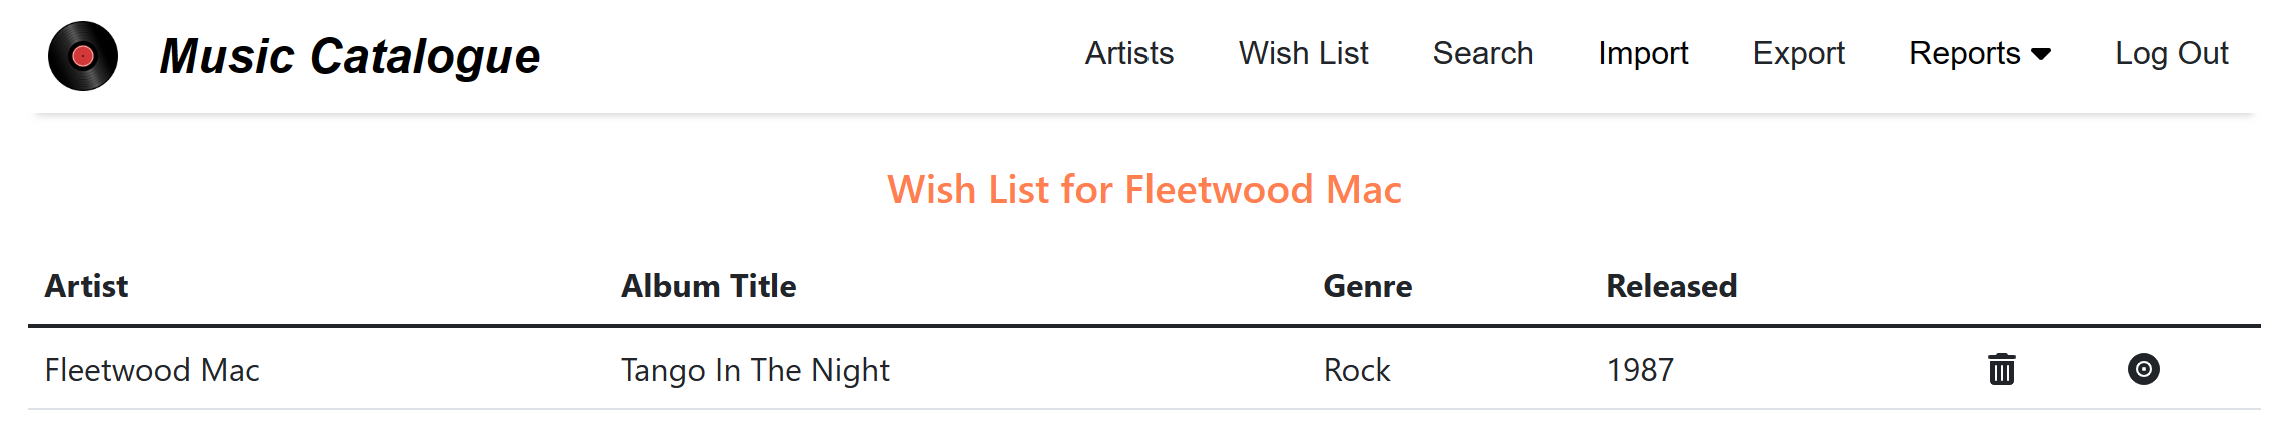 Music Catalogue Artists Wish List Search Import Export Reports Log Out
Wish List for Fleetwood Mac
Artist Album Title Genre Released
Fleetwood Mac Tango In The Night Rock 1987